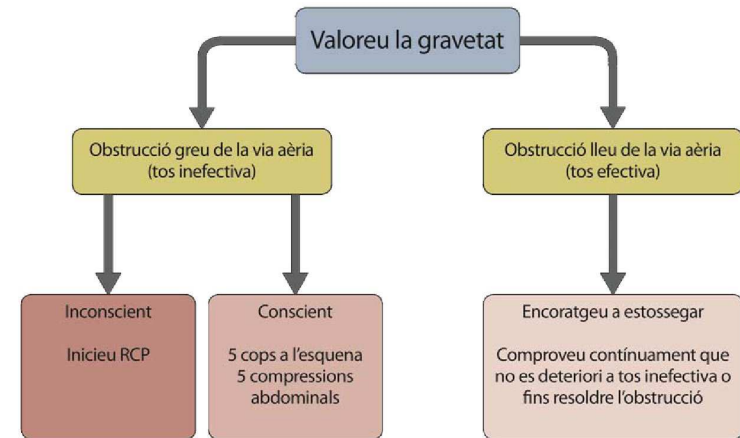 Valoreu la gravetat
Obstrucció greu de la via aèria
(tos inefectiva)
Obstrucció lleu de la via aèria
(tos efectiva)
Inconscient
Inicieu RCP
Conscient
5 cops a l'esquena
5 compressions
abdominals
Encoratgeu a estossegar
Comproveu contínuament que
no es deteriori a tos inefectiva o
fins resoldre l'obstrucció